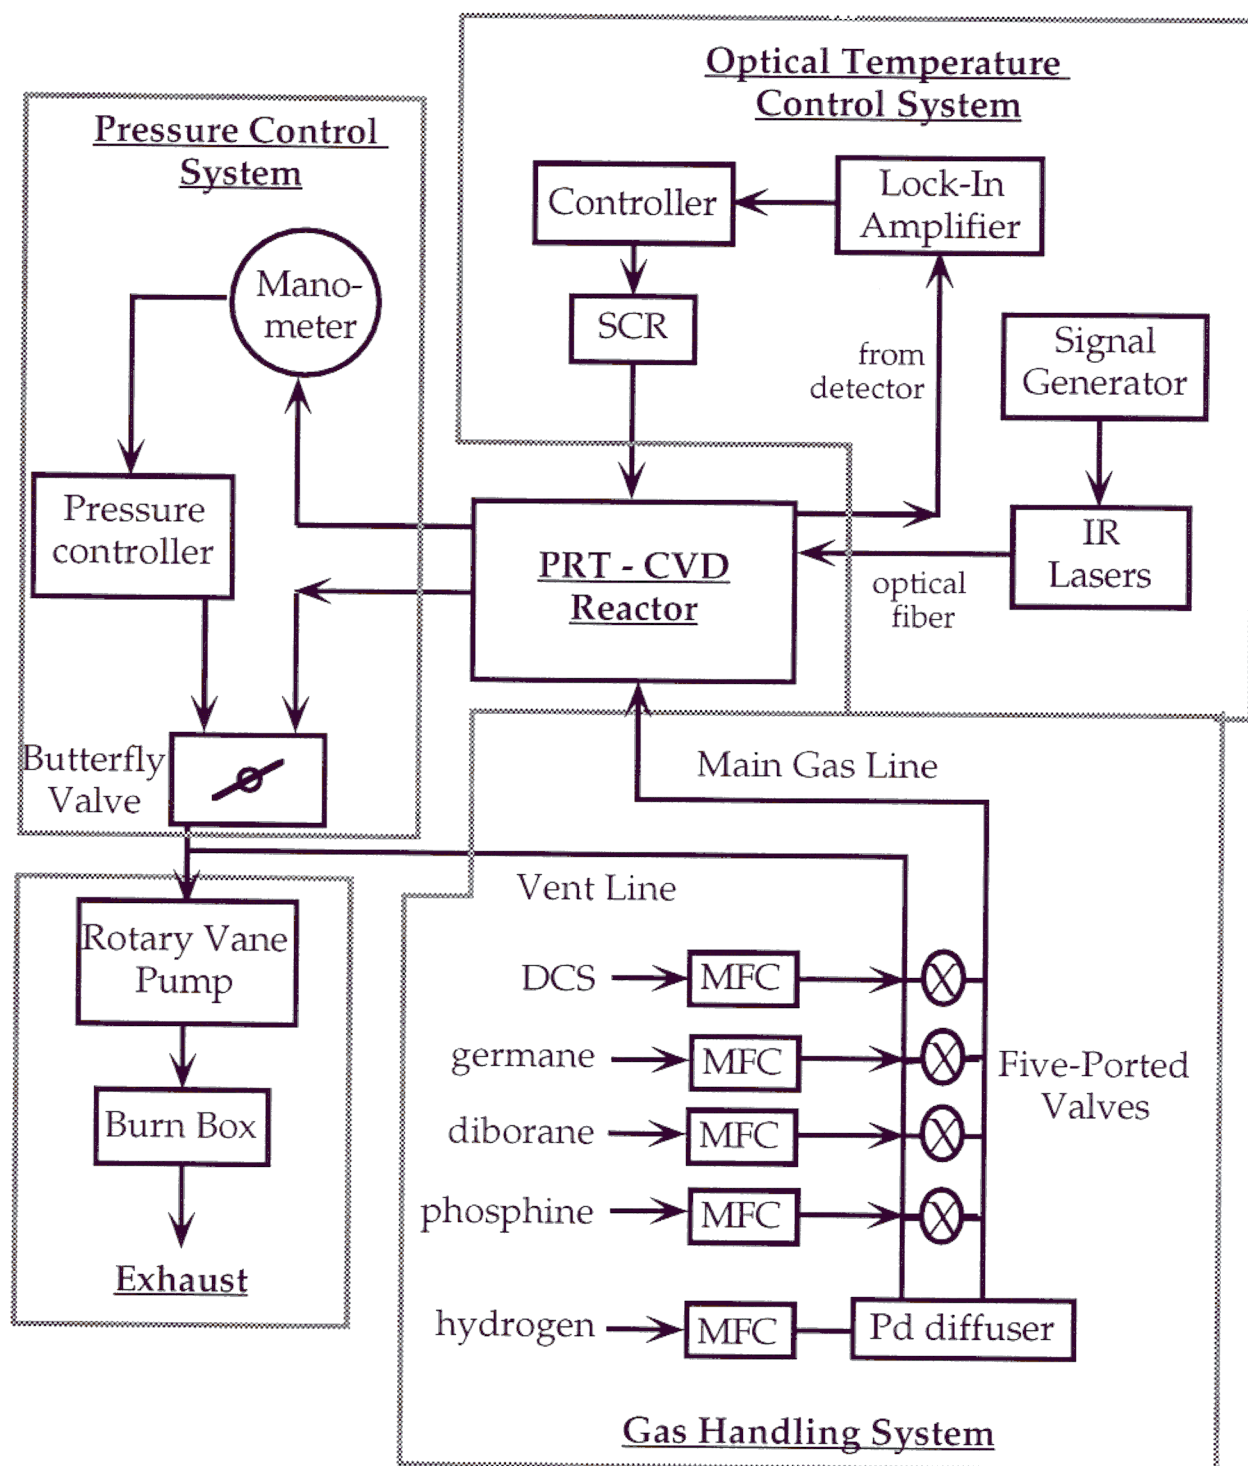 Optical Temperature
Control System
Pressure Control
System
Controller
Lock-In
Amplifier
Mano-
meter
SCR
from
detector
Signal
Generator
Pressure
controller
PRT - CVD
Reactor
optical
fiber
IR
Lasers
Butterfly
Valve
Main Gas Line
Vent Line
Rotary Vane
Pump
DCS
MFC
X
germane
MFC
X
Five-Ported
Valves
Burn Box
diborane
MFC
X
phosphine
MFC
X
Exhaust
hydrogen
MFC
Pd diffuser
Gas Handling System